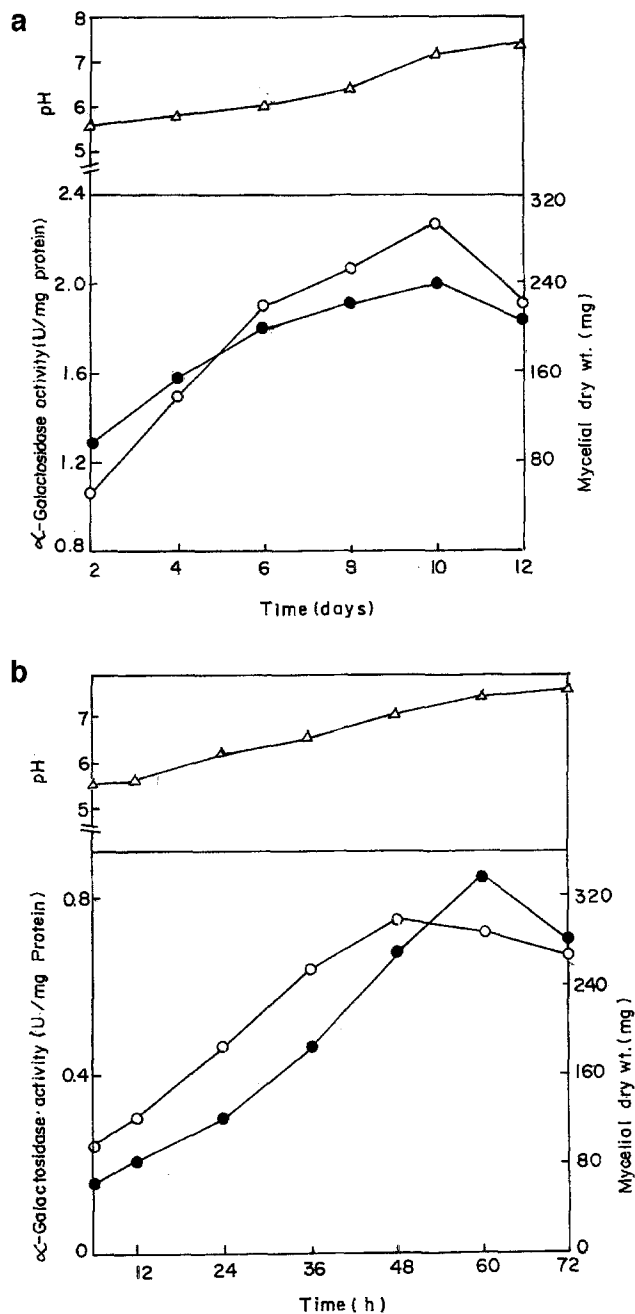 a
8
7
6
5
pH
2.4
2.0
1.6
1.2
0.8
α-Galactosidase activity (U/mg protein)
320
240
160
80
Mycelial dry wt. (mg)
2 4 6 8 10 12
Time (days)
b
7
6
5
pH
0.8
0.4
0
α-Galactosidase activity (U/mg Protein)
320
240
160
80
0
Mycelial dry wt. (mg)
12 24 36 48 60 72
Time (h)